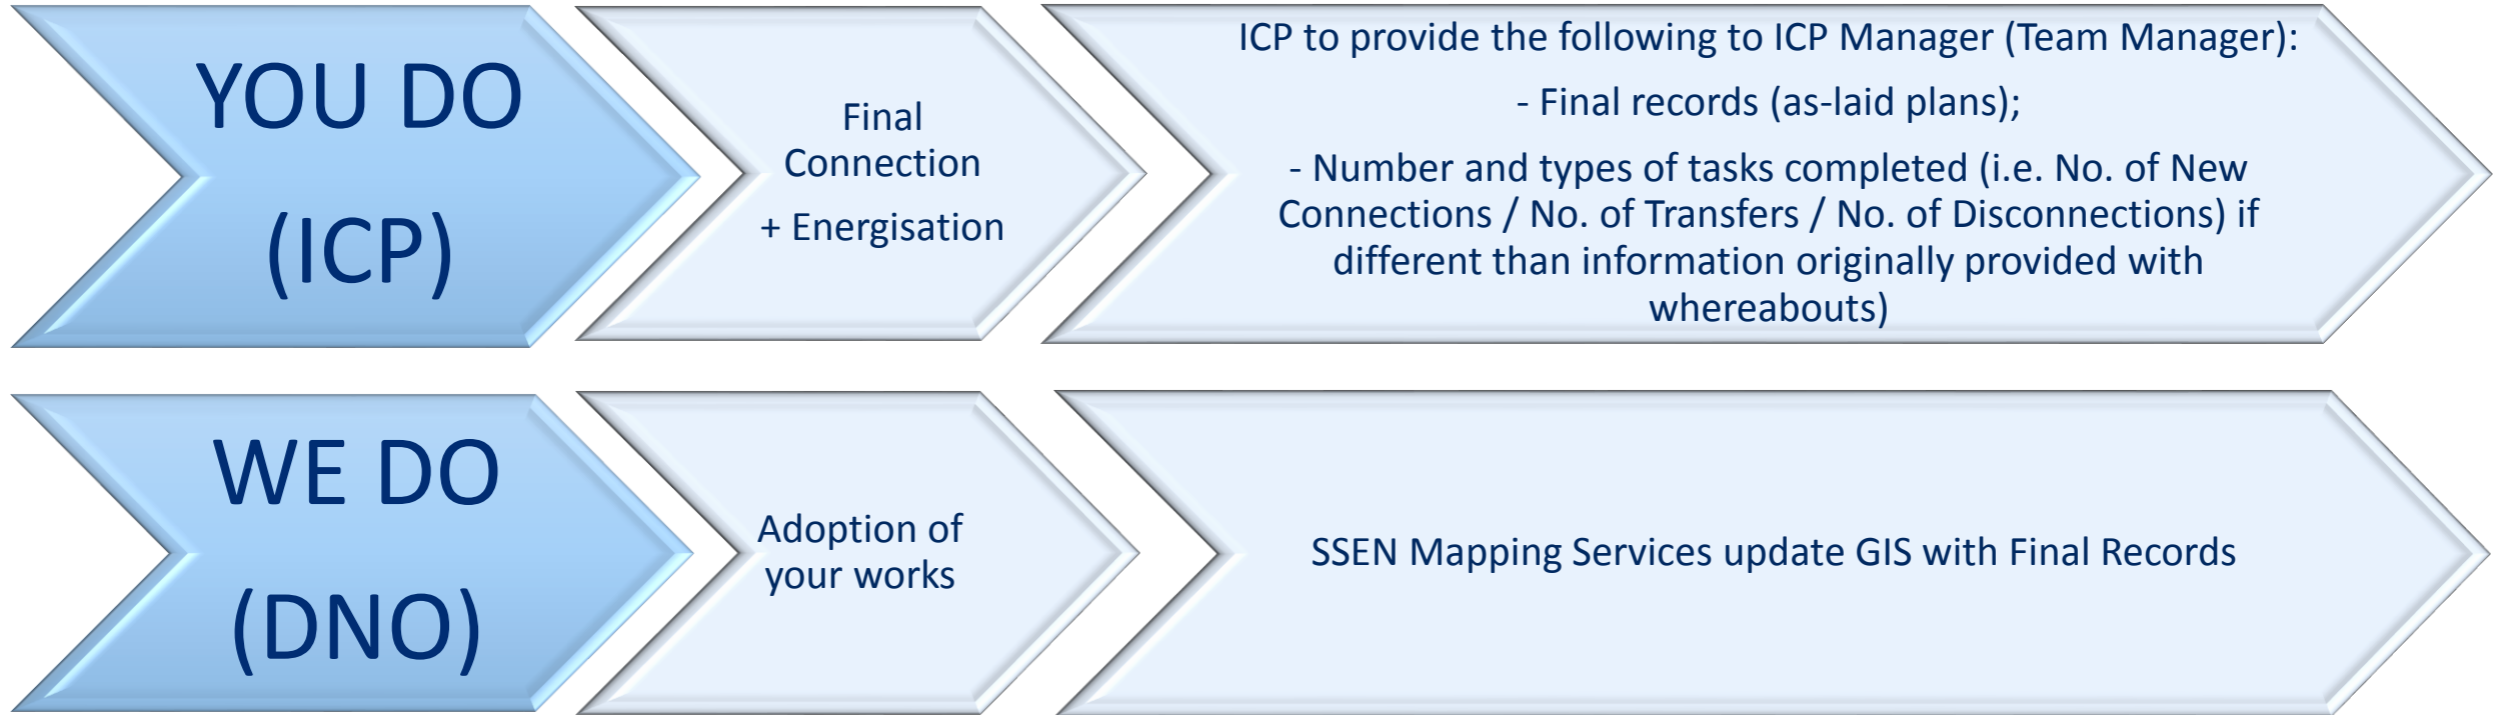 YOU DO
(ICP)
Final
Connection
+ Energisation
ICP to provide the following to ICP Manager (Team Manager):
- Final records (as-laid plans);
- Number and types of tasks completed (i.e. No. of New
Connections / No. of Transfers / No. of Disconnections) if
different than information originally provided with
whereabouts)
WE DO
(DNO)
Adoption of
your works
SSEN Mapping Services update GIS with Final Records